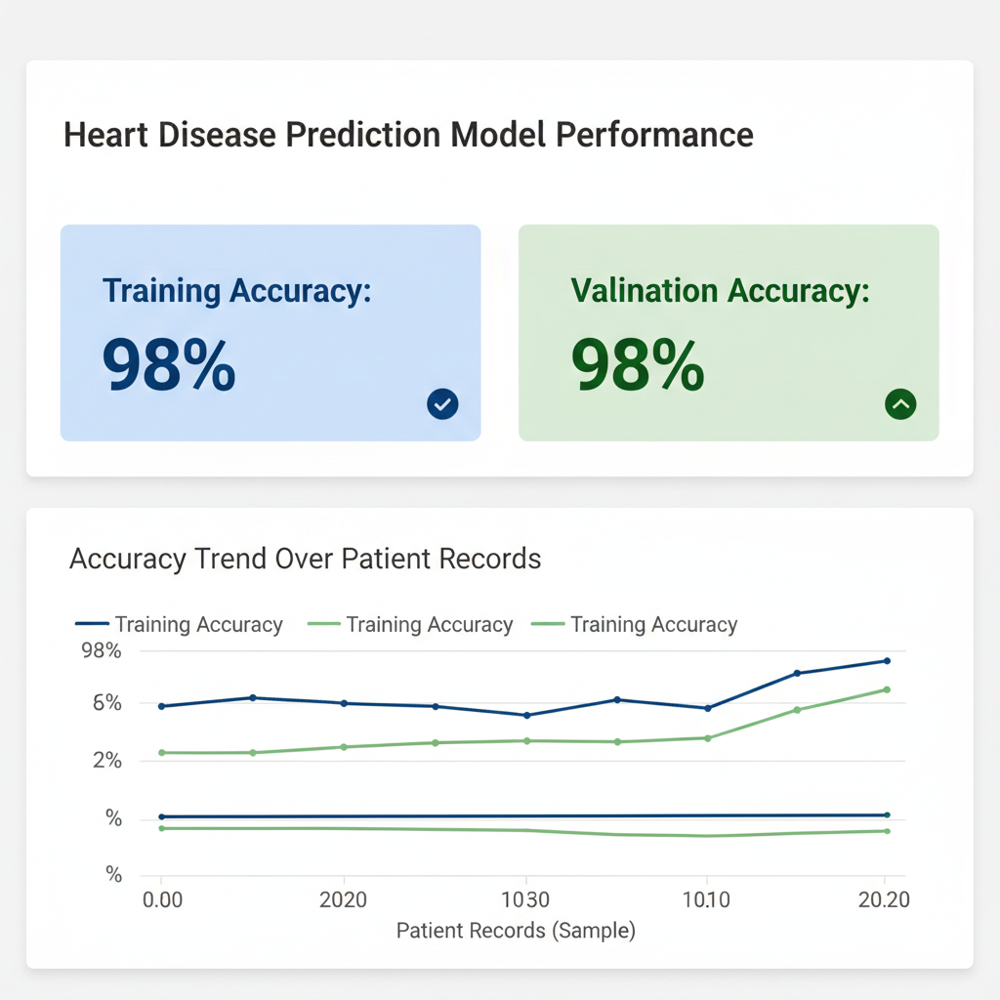 Heart Disease Prediction Model Performance
Training Accuracy:
98%
Valination Accuracy:
98%
Accuracy Trend Over Patient Records
Training Accuracy Training Accuracy Training Accuracy
98%
6%
2%
%
%
0.00 2020 1030 10.10 20.20
Patient Records (Sample)